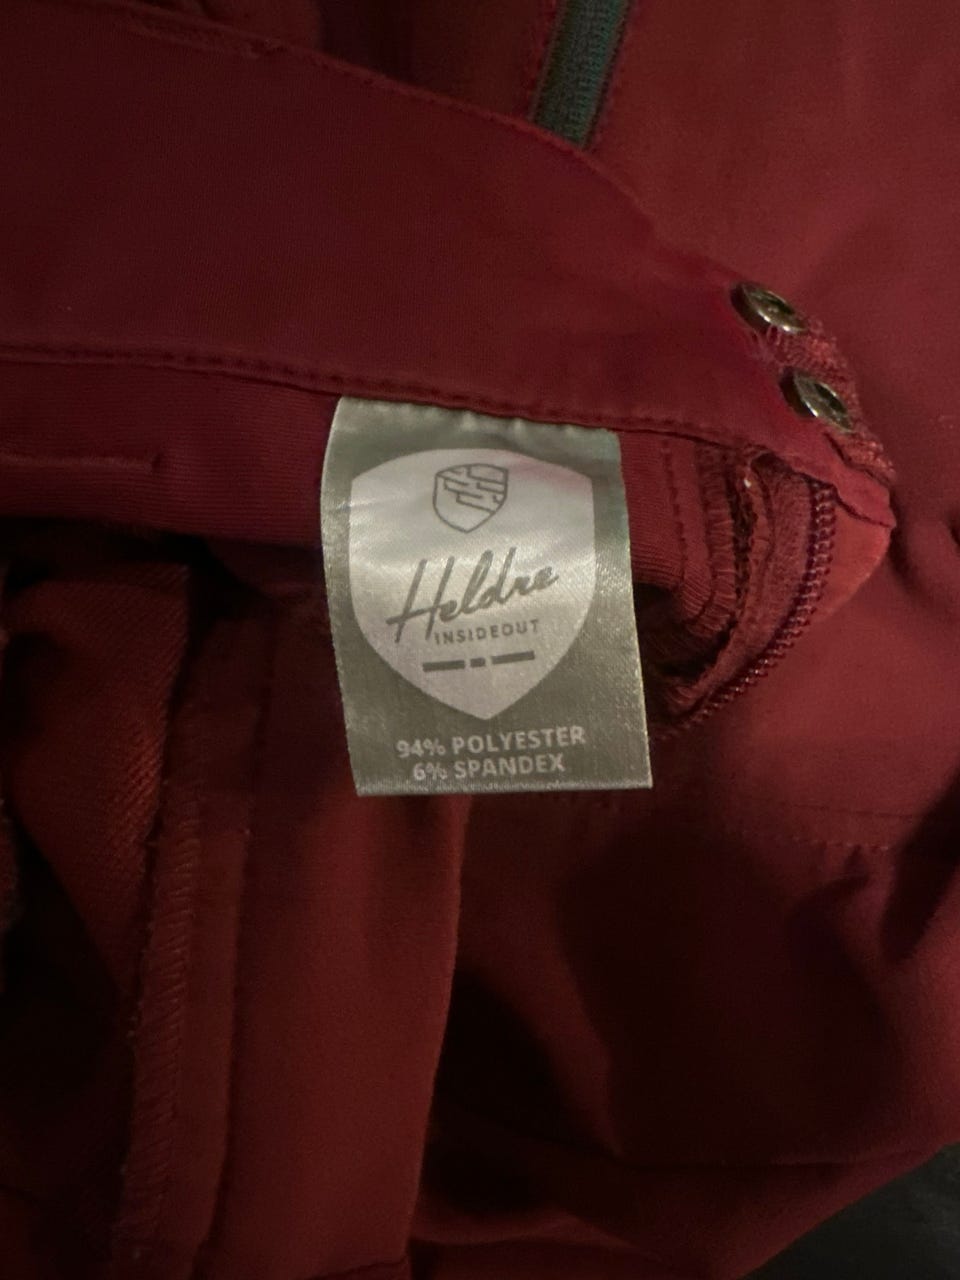 Heldre
INSIDEOUT
94% POLYESTER
6% SPANDEX